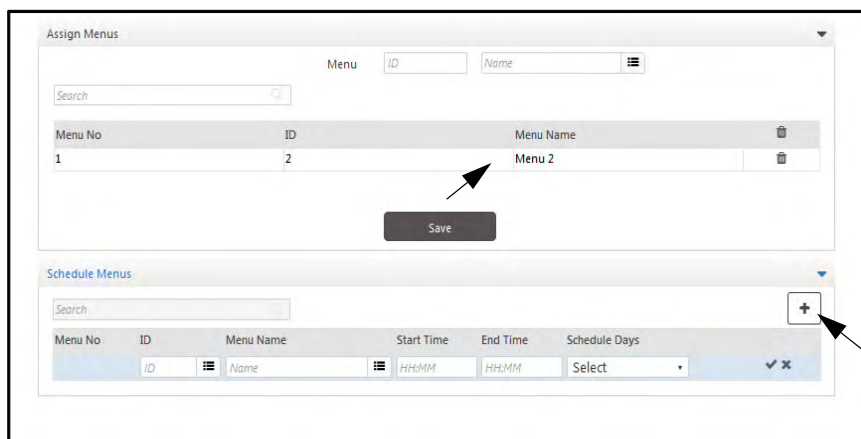 Assign Menus
Menu ID Name
Search
Menu No ID Menu Name
1 2 Menu 2
Save
Schedule Menus
Search
Menu No ID Menu Name Start Time End Time Schedule Days
ID Name HH:MM HH:MM Select